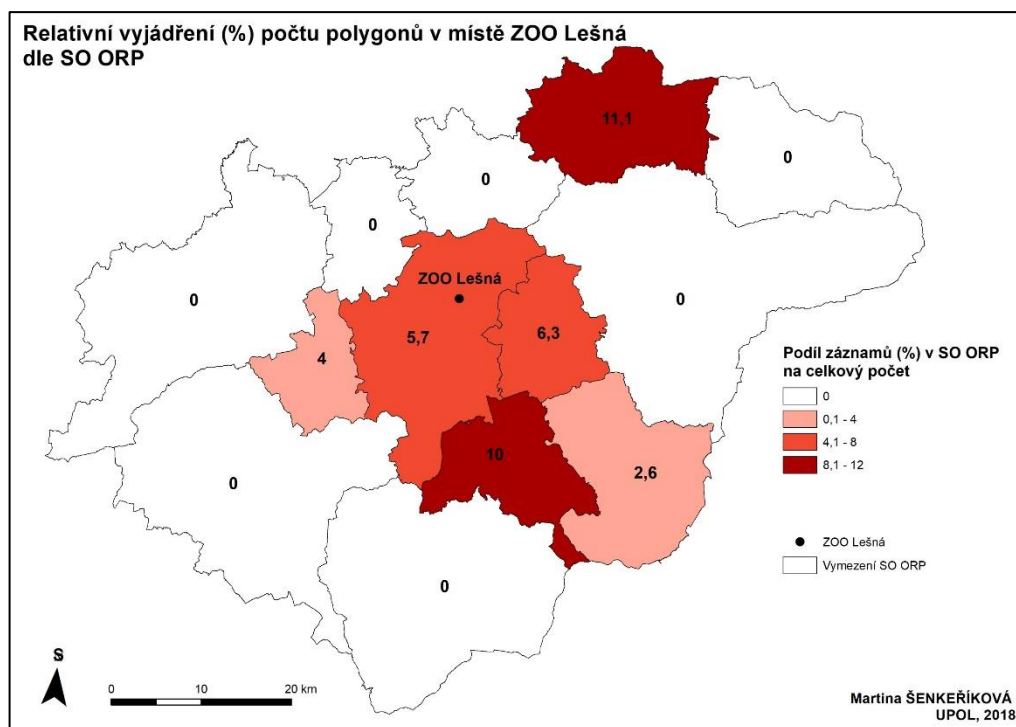 Relativní vyjádření (%) počtu polygonů v místě ZOO Lešná
dle SO ORP
11,1
0
0
0
ZOO Lešná
0
0
5,7
6,3
4
10
2,6
0
0
Podíl záznamů (%) v SO ORP
na celkový počet
0
0,1 - 4
4,1 - 8
8,1 - 12
ZOO Lešná
Vymezení SO ORP
S
0 10 20 km
Martina ŠENKEŘÍKOVÁ
UPOL, 2018